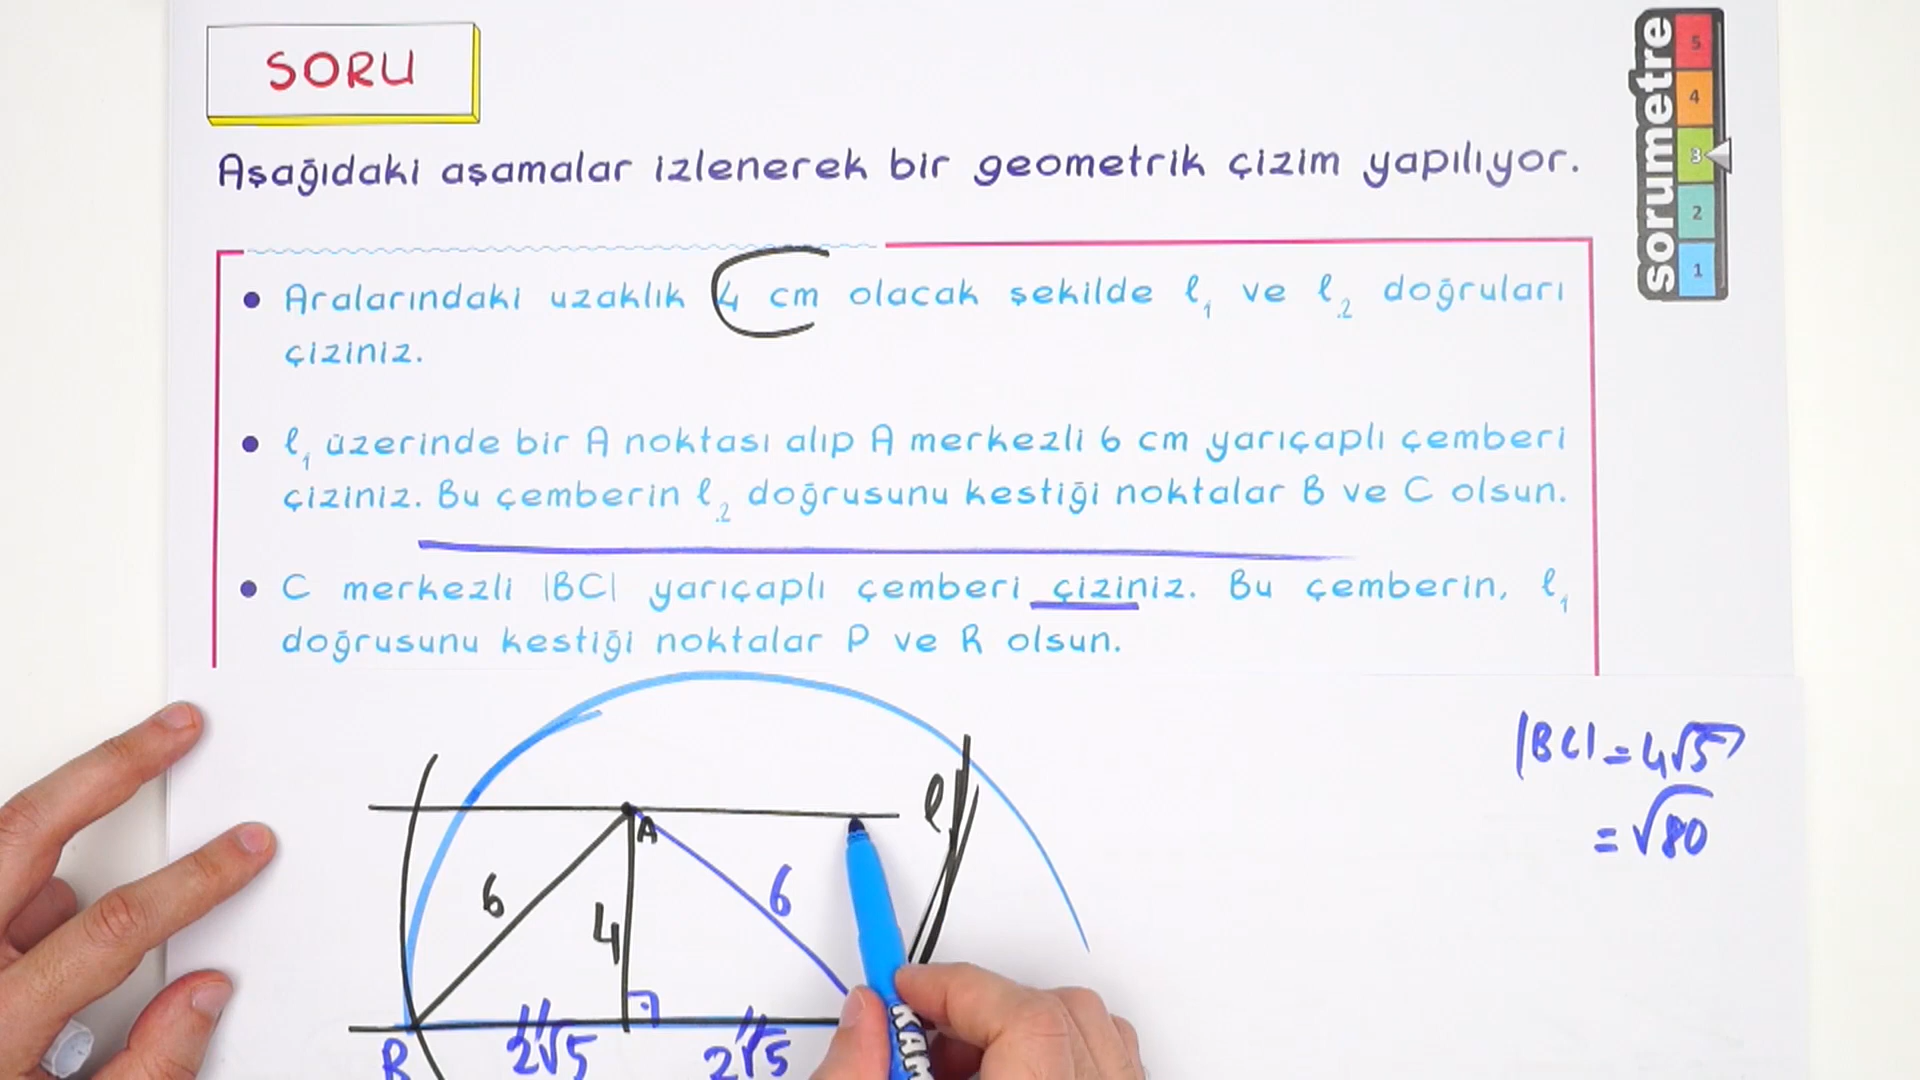 SORU
sorumetre
5
4
3
2
1
Aşağıdaki aşamalar izlenerek bir geometrik çizim yapılıyor.
• Aralarındaki uzaklık 4 cm olacak şekilde ℓ₁ ve ℓ₂ doğruları
çiziniz.
• ℓ₁ üzerinde bir A noktası alıp A merkezli 6 cm yarıçaplı çemberi
çiziniz. Bu çemberin ℓ₂ doğrusunu kestiği noktalar B ve C olsun.
• C merkezli |BC| yarıçaplı çemberi çiziniz. Bu çemberin, ℓ₁
doğrusunu kestiği noktalar P ve R olsun.
|BC| = 4√5
= √80
ℓ
A
6
6
4
B
2√5
2√5